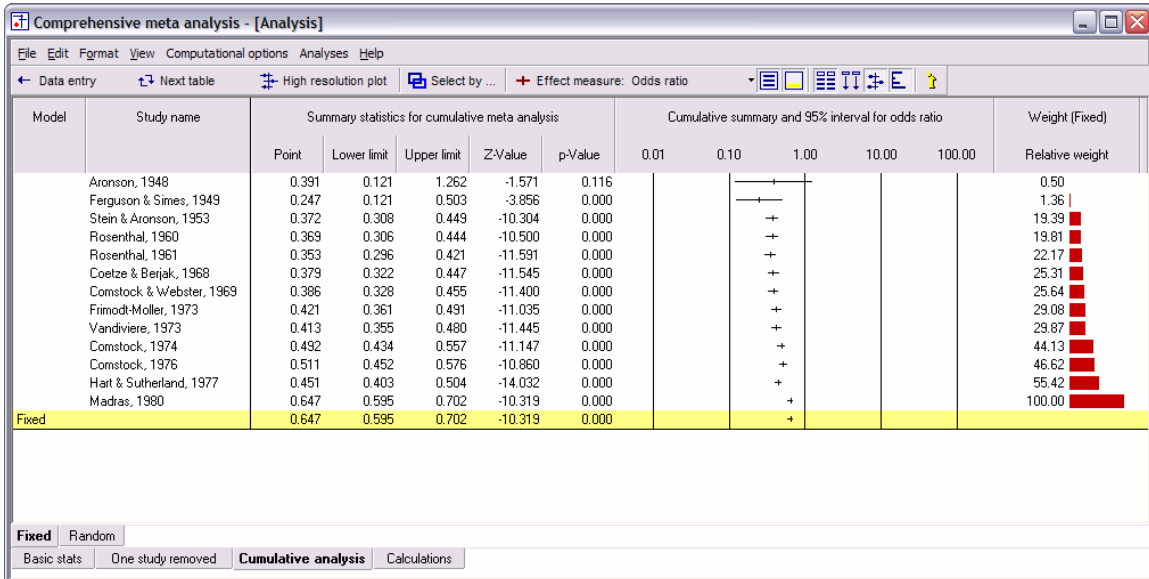 Comprehensive meta analysis - [Analysis]
File Edit Format View Computational options Analyses Help
← Data entry Next table High resolution plot Select by ... Effect measure: Odds ratio
Model Study name Summary statistics for cumulative meta analysis Cumulative summary and 95% interval for odds ratio Weight (Fixed)
Point Lower limit Upper limit Z-Value p-Value 0.01 0.10 1.00 10.00 100.00 Relative weight
Aronson, 1948 0.391 0.121 1.262 -1.571 0.116 0.50
Ferguson & Simes, 1949 0.247 0.121 0.503 -3.856 0.000 1.36
Stein & Aronson, 1953 0.372 0.308 0.449 -10.304 0.000 19.39
Rosenthal, 1960 0.369 0.306 0.444 -10.500 0.000 19.81
Rosenthal, 1961 0.353 0.296 0.421 -11.591 0.000 22.17
Coetze & Berjak, 1968 0.379 0.322 0.447 -11.545 0.000 25.31
Comstock & Webster, 1969 0.386 0.328 0.455 -11.400 0.000 25.64
Frimodt-Moller, 1973 0.421 0.361 0.491 -11.035 0.000 29.08
Vandiviere, 1973 0.413 0.355 0.480 -11.445 0.000 29.87
Comstock, 1974 0.492 0.434 0.557 -11.147 0.000 44.13
Comstock, 1976 0.511 0.452 0.576 -10.860 0.000 46.62
Hart & Sutherland, 1977 0.451 0.403 0.504 -14.032 0.000 55.42
Madras, 1980 0.647 0.595 0.702 -10.319 0.000 100.00
Fixed 0.647 0.595 0.702 -10.319 0.000
Fixed Random
Basic stats One study removed Cumulative analysis Calculations